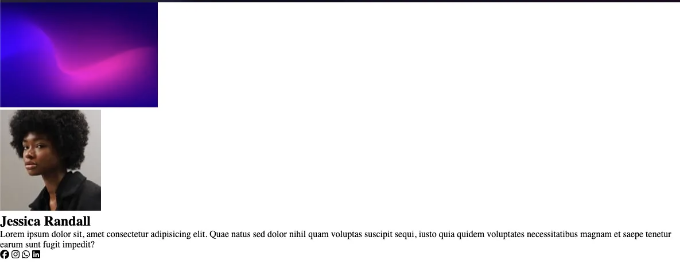 Jessica Randall
Lorem ipsum dolor sit, amet consectetur adipisicing elit. Quae natus sed dolor nihil quam voluptas suscipit sequi, iusto quia quidem voluptates necessitatibus magnam et saepe tenetur
earum sunt fugit impedit?